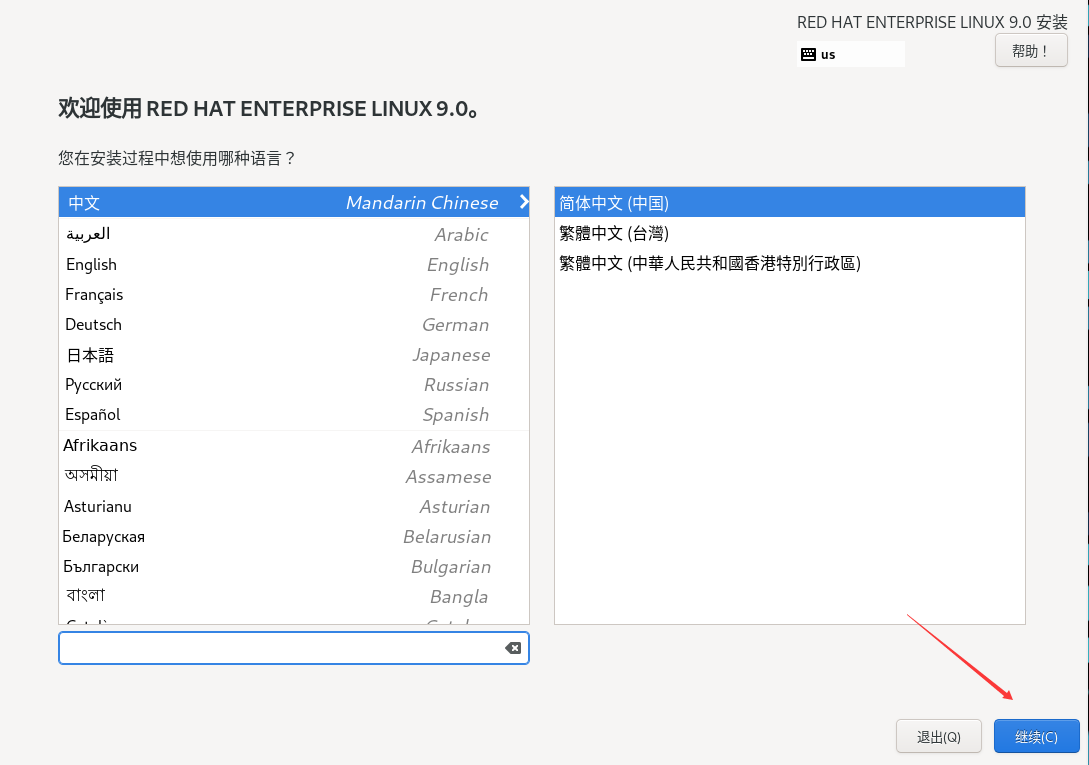 RED HAT ENTERPRISE LINUX 9.0 安装
us
帮助！
欢迎使用 RED HAT ENTERPRISE LINUX 9.0。
您在安装过程中想使用哪种语言？
中文 Mandarin Chinese
العربية Arabic
English English
Français French
Deutsch German
日本語 Japanese
Русский Russian
Español Spanish
Afrikaans Afrikaans
অসমীয়া Assamese
Asturianu Asturian
Беларуская Belarusian
Български Bulgarian
বাংলা Bangla
简体中文 (中国)
繁體中文 (台灣)
繁體中文 (中華人民共和國香港特別行政區)
退出(Q)
继续(C)